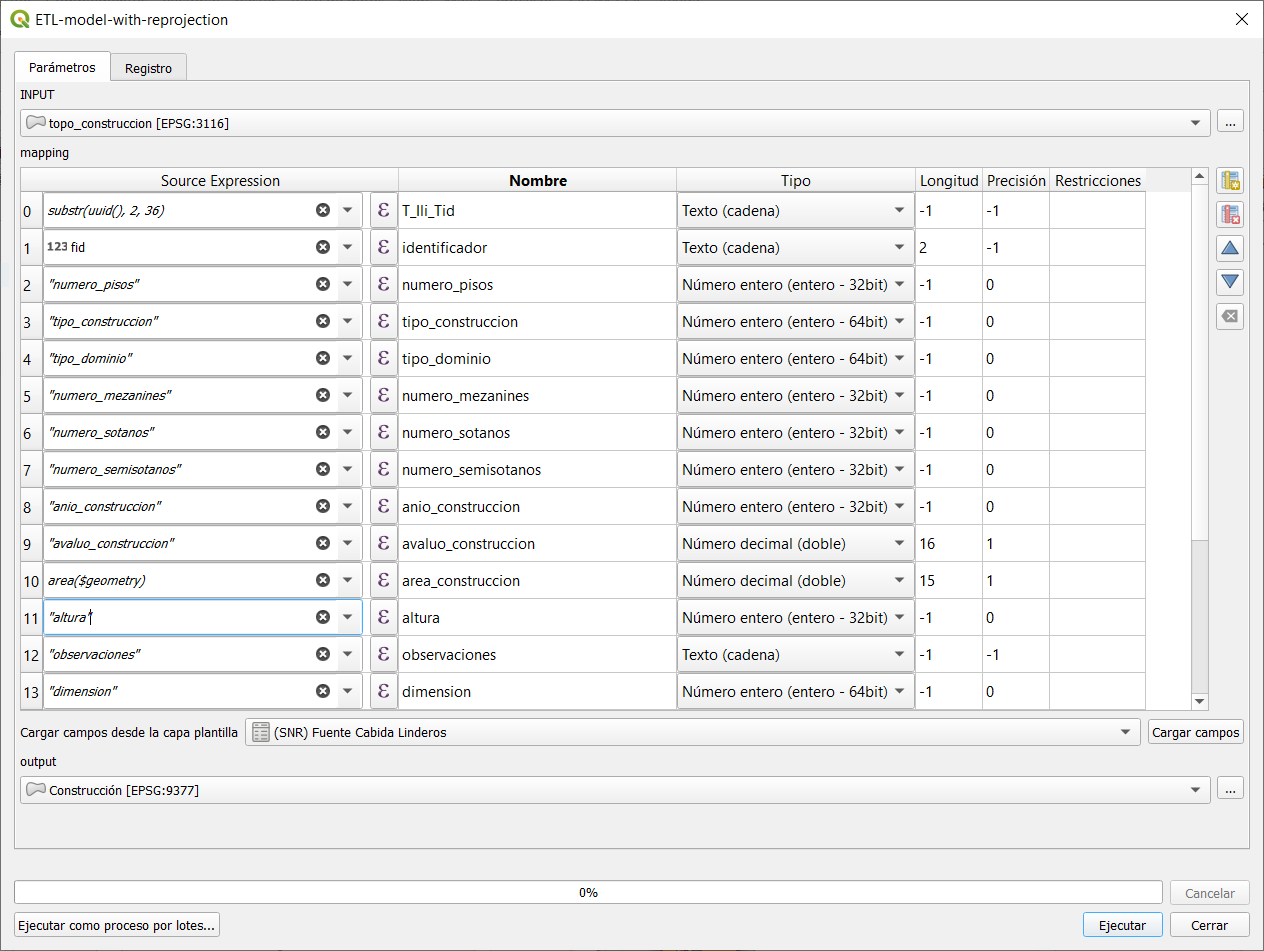 ETL-model-with-reprojection
Parámetros Registro
INPUT
topo_construccion [EPSG:3116] ...
mapping
Source Expression Nombre Tipo Longitud Precisión Restricciones
0 substr(uuid(), 2, 36) ε T_Ili_Tid Texto (cadena) -1 -1
1 123 fid ε identificador Texto (cadena) 2 -1
2 "numero_pisos" ε numero_pisos Número entero (entero - 32bit) -1 0
3 "tipo_construccion" ε tipo_construccion Número entero (entero - 64bit) -1 0
4 "tipo_dominio" ε tipo_dominio Número entero (entero - 64bit) -1 0
5 "numero_mezanines" ε numero_mezanines Número entero (entero - 32bit) -1 0
6 "numero_sotanos" ε numero_sotanos Número entero (entero - 32bit) -1 0
7 "numero_semisotanos" ε numero_semisotanos Número entero (entero - 32bit) -1 0
8 "anio_construccion" ε anio_construccion Número entero (entero - 32bit) -1 0
9 "avaluo_construccion" ε avaluo_construccion Número decimal (doble) 16 1
10 area($geometry) ε area_construccion Número decimal (doble) 15 1
11 "altura" ε altura Número entero (entero - 32bit) -1 0
12 "observaciones" ε observaciones Texto (cadena) -1 -1
13 "dimension" ε dimension Número entero (entero - 64bit) -1 0
Cargar campos desde la capa plantilla (SNR) Fuente Cabida Linderos Cargar campos
output
Construcción [EPSG:9377] ...
0% Cancelar
Ejecutar como proceso por lotes... Ejecutar Cerrar